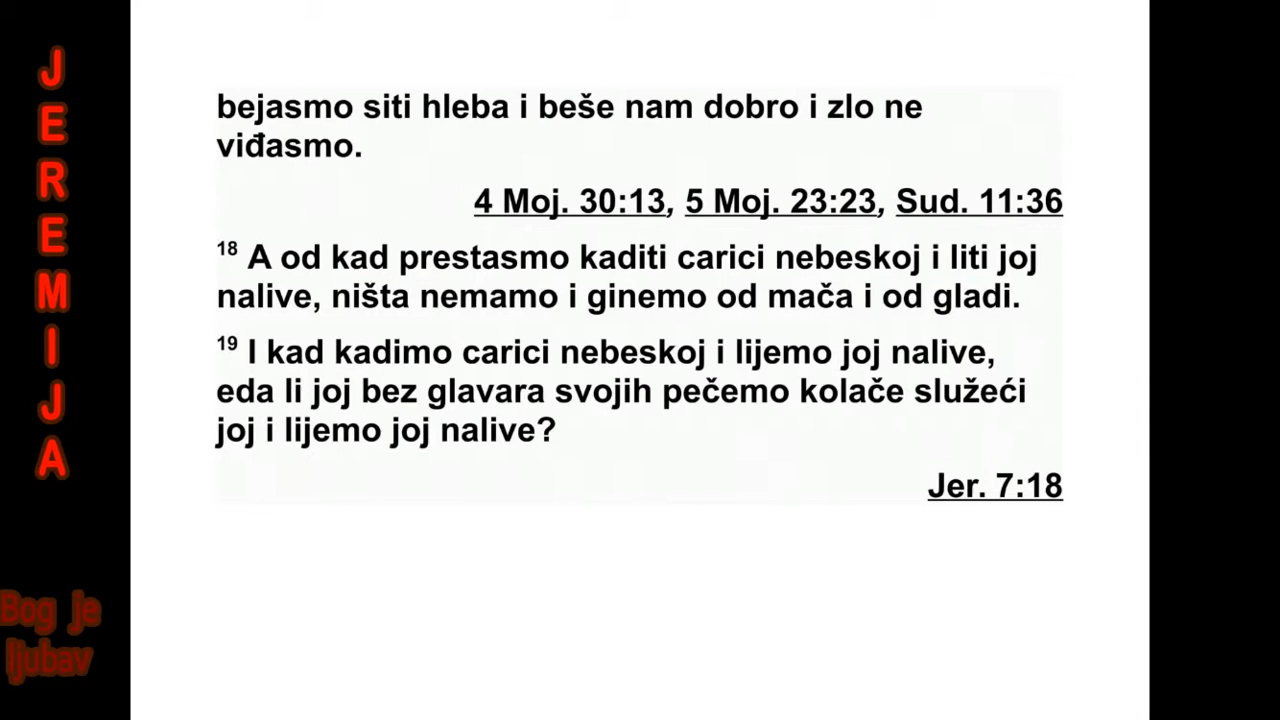 JEREMIJA
Bog je
ljubav
bejasmo siti hleba i beše nam dobro i zlo ne
viđasmo.
4 Moj. 30:13, 5 Moj. 23:23, Sud. 11:36
18 A od kad prestasmo kaditi carici nebeskoj i liti joj
nalive, ništa nemamo i ginemo od mača i od gladi.
19 I kad kadimo carici nebeskoj i lijemo joj nalive,
eda li joj bez glavara svojih pečemo kolače služeći
joj i lijemo joj nalive?
Jer. 7:18